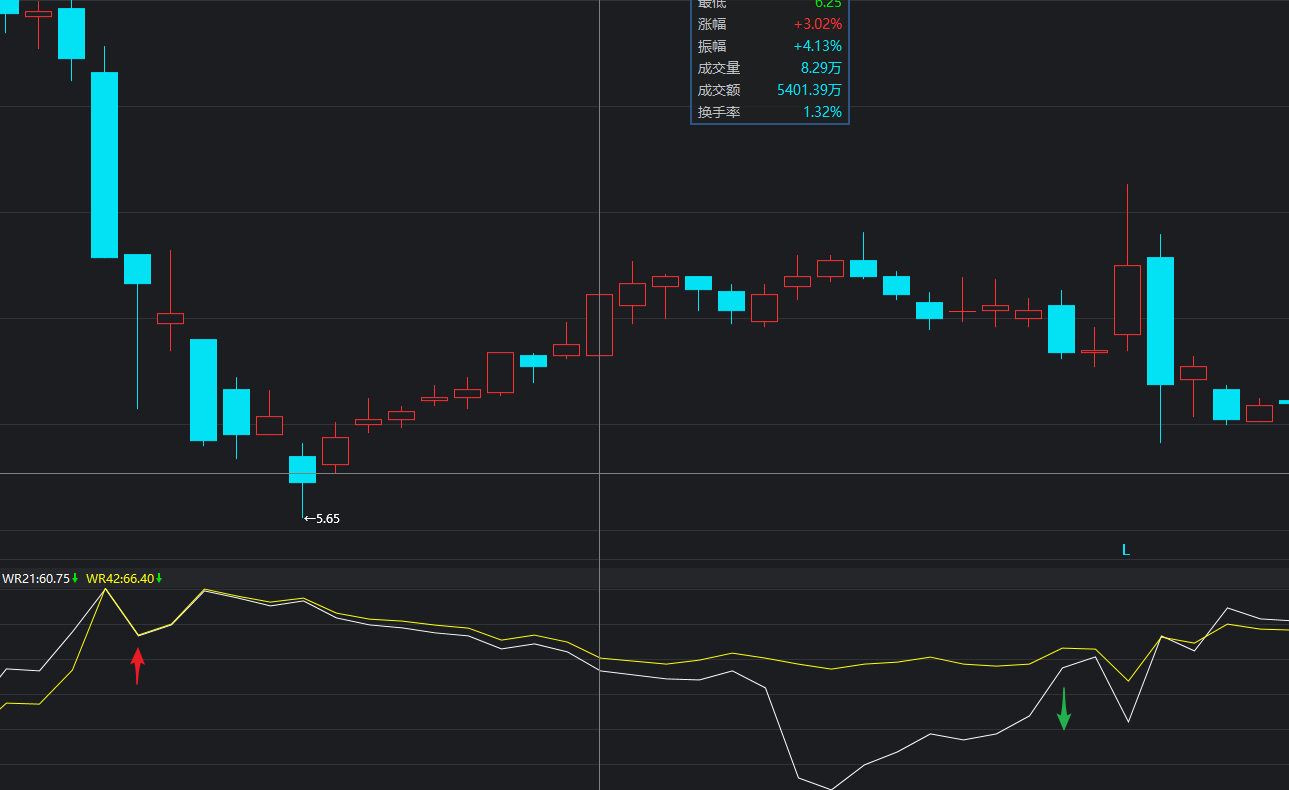 最低 6.25
涨幅 +3.02%
振幅 +4.13%
成交量 8.29万
成交额 5401.39万
换手率 1.32%
←5.65
L
WR21:60.75↓ WR42:66.40↓